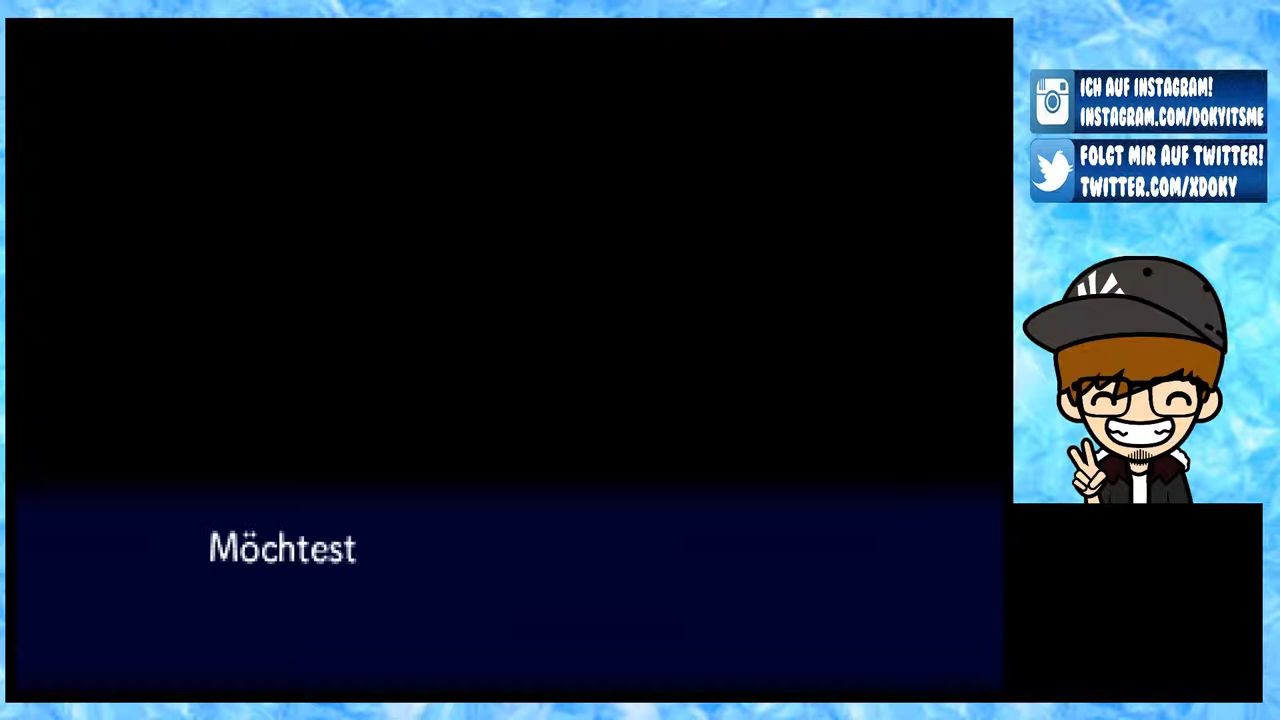 ICH AUF INSTAGRAM!
INSTAGRAM.COM/DOKYITSME
FOLGT MIR AUF TWITTER!
TWITTER.COM/XDOKY
Möchtest